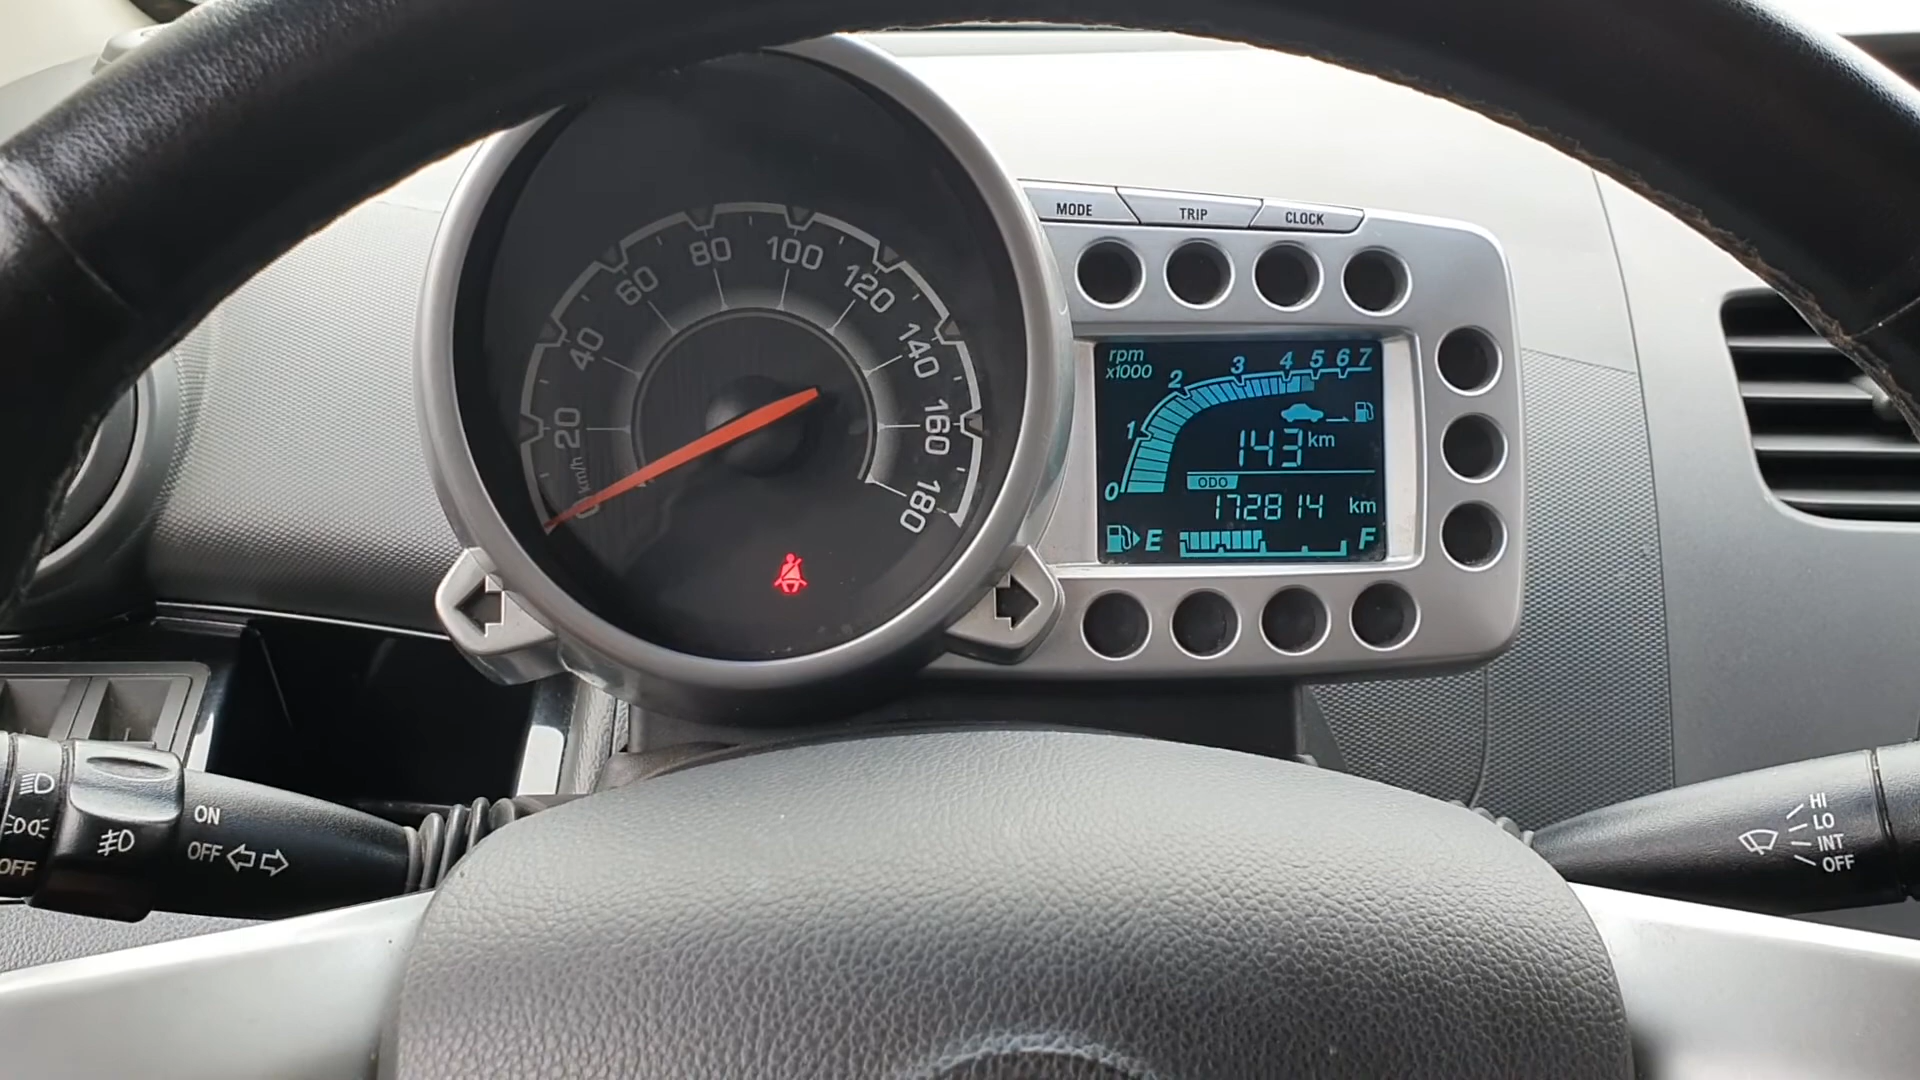 MODE TRIP CLOCK
0 20 40 60 80 100 120 140 160 180
km/h
rpm
x1000
0 1 2 3 4 5 6 7
143 km
ODO
172814 km
E F
ON
OFF
OFF
HI
LO
INT
OFF